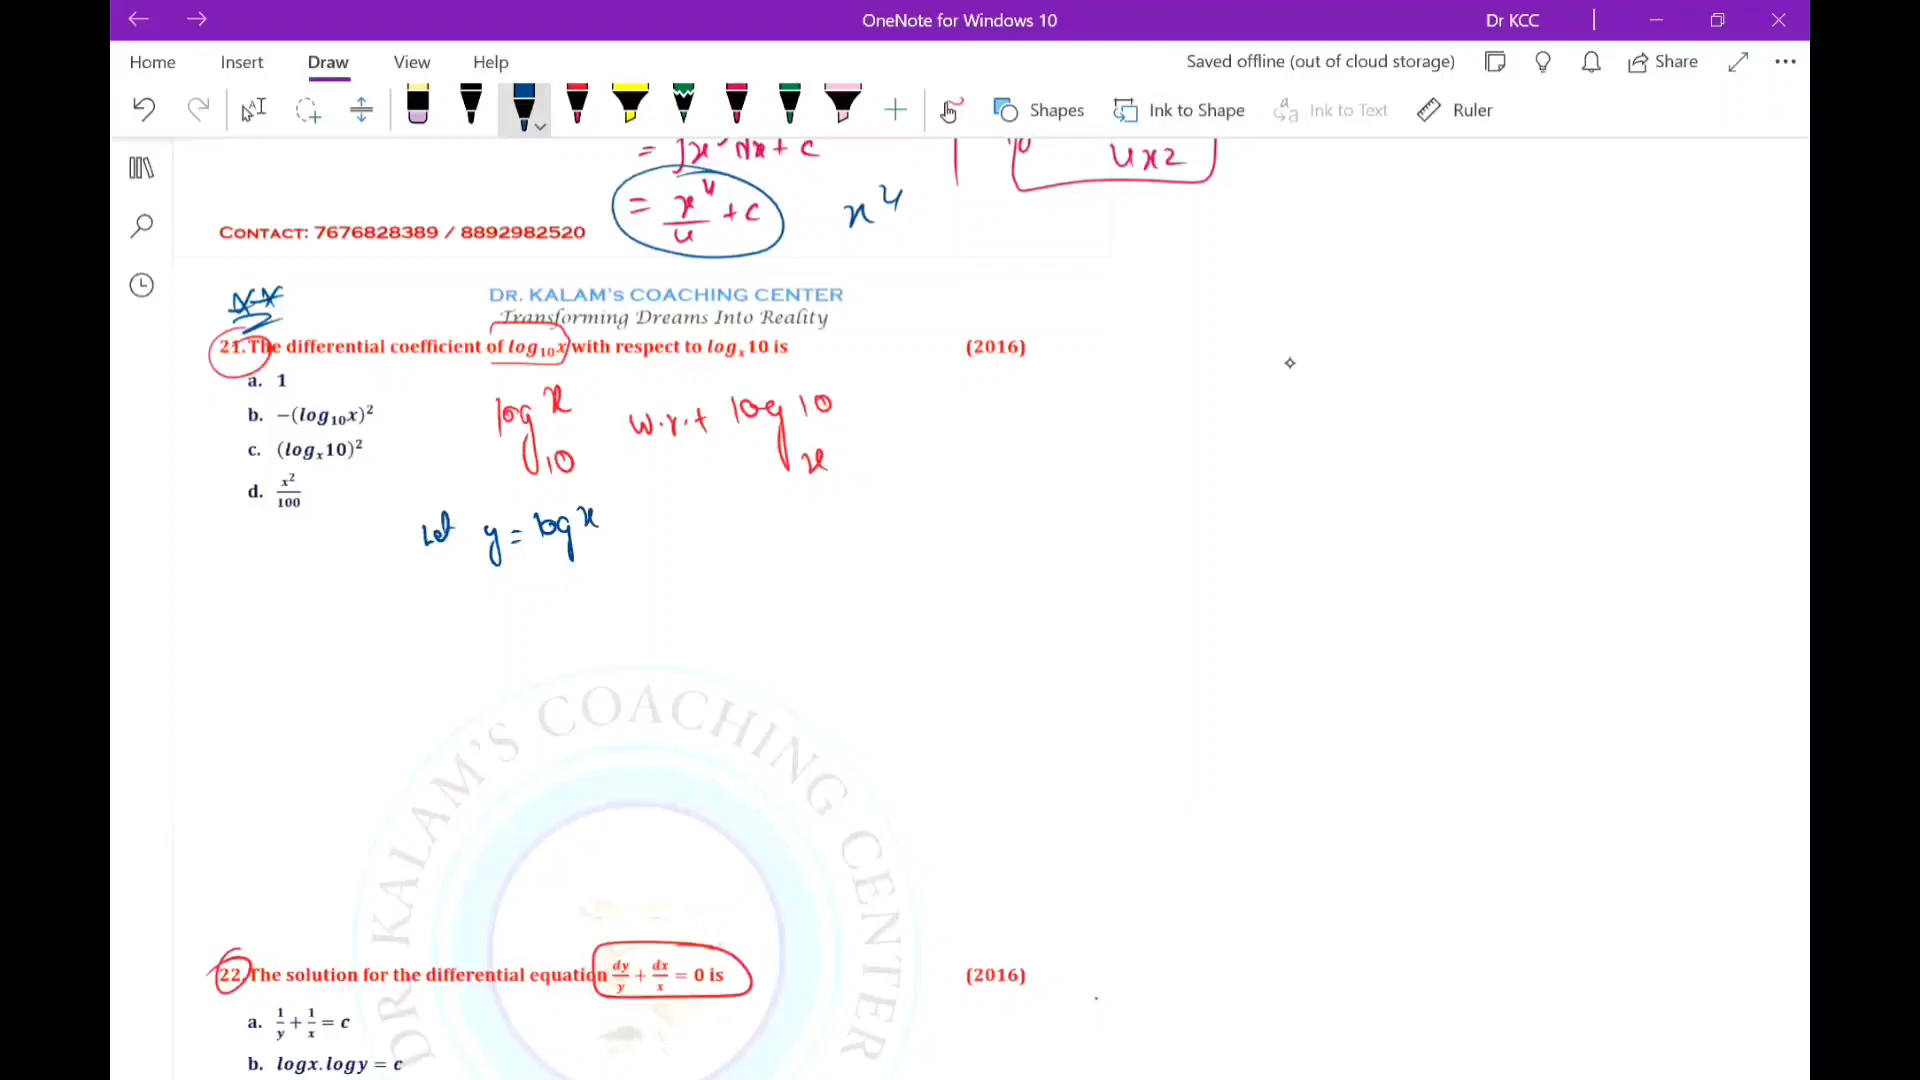 OneNote for Windows 10
Dr KCC
Home Insert Draw View Help
Saved offline (out of cloud storage)
Share
Shapes
Ink to Shape
Ink to Text
Ruler
= ∫x³ dx + c
= x⁴/4 + c
x⁴
4x2
CONTACT: 7676828389 / 8892982520
DR. KALAM's COACHING CENTER
Transforming Dreams Into Reality
21. The differential coefficient of log₁₀x with respect to logₓ10 is (2016)
a. 1
b. −(log₁₀x)²
c. (logₓ10)²
d. x²/100
log₁₀ x w.r.t logₓ 10
Let y = log x
DR. KALAM'S COACHING CENTER
22. The solution for the differential equation dy/y + dx/x = 0 is (2016)
a. 1/y + 1/x = c
b. logx.logy = c